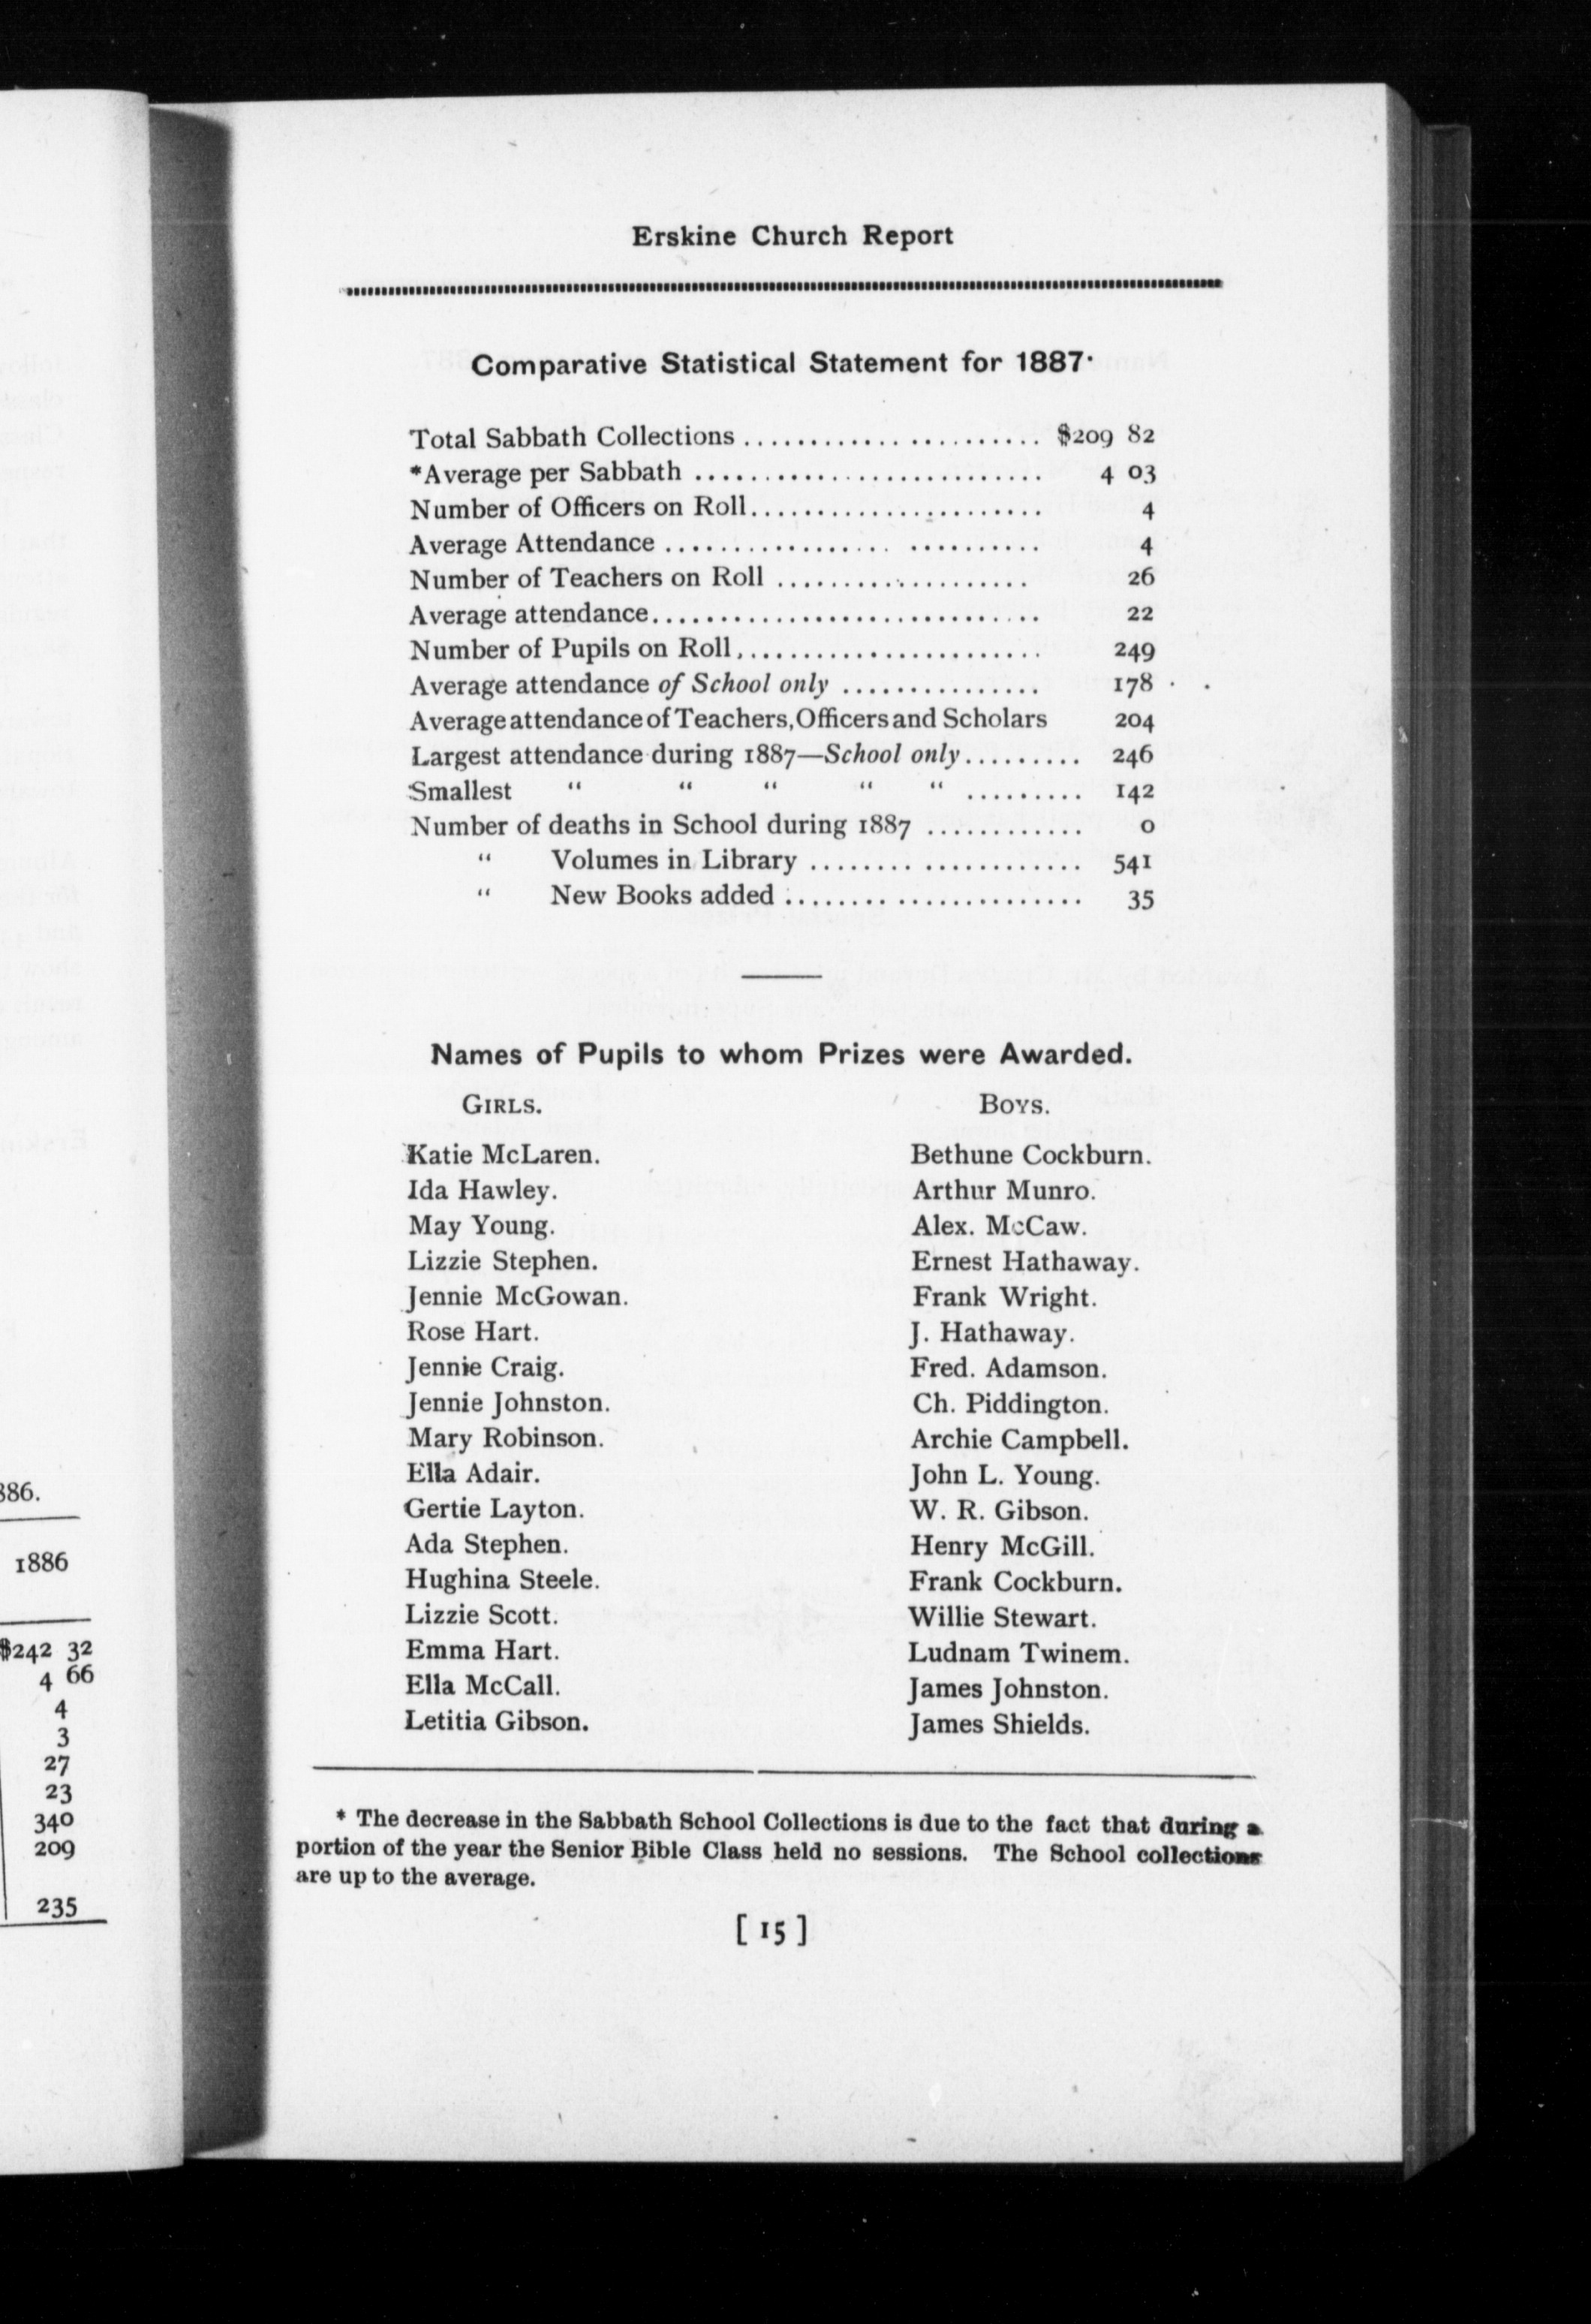 Erskine Church Report
Comparative Statistical Statement for 1887.
Total Sabbath Collections ...................... $209 82
*Average per Sabbath .......................... 4 03
Number of Officers on Roll...................... 4
Average Attendance ................. .......... 4
Number of Teachers on Roll ................... 26
Average attendance............................. 22
Number of Pupils on Roll....................... 249
Average attendance of School only ............... 178
Average attendance of Teachers, Officers and Scholars 204
Largest attendance during 1887—School only......... 246
Smallest “ “ “ “ “ ......... 142
Number of deaths in School during 1887 ............ 0
“ Volumes in Library ........ ............ 541
“ New Books added ...................... 35
Names of Pupils to whom Prizes were Awarded.
GIRLS. BOYS.
Katie McLaren. Bethune Cockburn.
Ida Hawley. Arthur Munro.
May Young. Alex. McCaw.
Lizzie Stephen. Ernest Hathaway.
Jennie McGowan. Frank Wright.
Rose Hart. J. Hathaway.
Jennie Craig. Fred. Adamson.
Jennie Johnston. Ch. Piddington.
Mary Robinson. Archie Campbell.
Ella Adair. John L. Young.
Gertie Layton. W. R. Gibson.
Ada Stephen. Henry McGill.
Hughina Steele. Frank Cockburn.
Lizzie Scott. Willie Stewart.
Emma Hart. Ludnam Twinem.
Ella McCall. James Johnston.
Letitia Gibson. James Shields.
* The decrease in the Sabbath School Collections is due to the fact that during a
portion of the year the Senior Bible Class held no sessions. The School collections
are up to the average.
[ 15 ]
886.
1886
$242 32
4 66
4
3
27
23
340
209
235